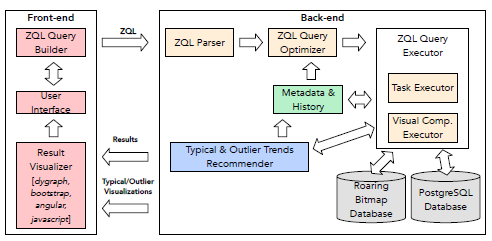 Front-end
Back-end
ZQL Query
Builder
ZQL
ZQL Parser
ZQL Query
Optimizer
ZQL Query
Executor
User
Interface
Metadata &
History
Task Executor
Visual Comp.
Executor
Result
Visualizer
[dygraph,
bootstrap,
angular,
javascript]
Results
Typical/Outlier
Visualizations
Typical & Outlier Trends
Recommender
Roaring
Bitmap
Database
PostgreSQL
Database